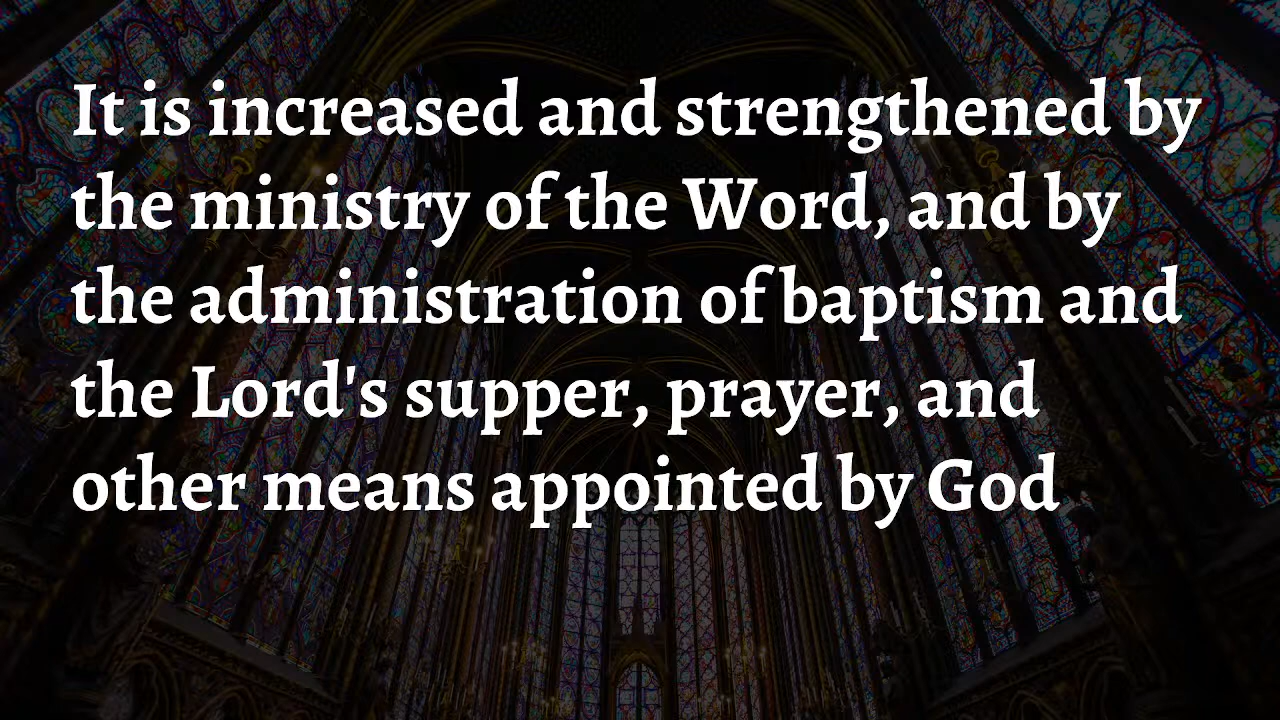 It is increased and strengthened by
the ministry of the Word, and by
the administration of baptism and
the Lord's supper, prayer, and
other means appointed by God